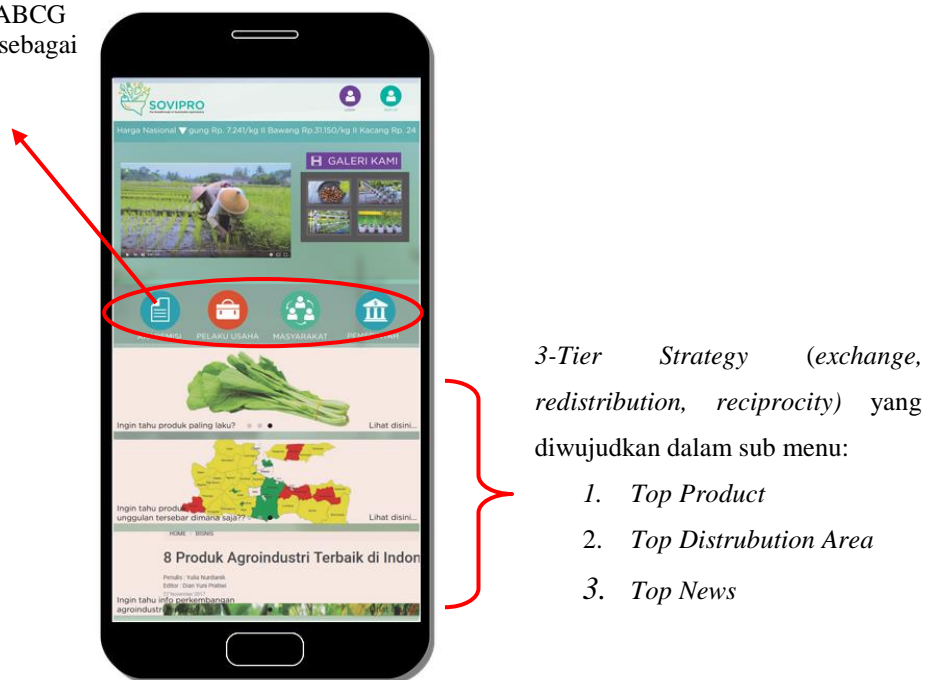 ABCG
sebagai
SOVIPRO
Harga Nasional gung Rp. 7.241/kg II Bawang Rp.31.150/kg II Kacang Rp. 24
GALERI KAMI
PELAKU USAHA
MASYARAKAT
Ingin tahu produk paling laku?
Lihat disini...
Ingin tahu produk
unggulan tersebar dimana saja??
Lihat disini...
HOME BISNIS
8 Produk Agroindustri Terbaik di Indon
Penulis : Yulia Nurdianik
Editor : Dian Yuni Pratiwi
27 November 2017
Ingin tahu info perkembangan
3-Tier Strategy (exchange,
redistribution, reciprocity) yang
diwujudkan dalam sub menu:
1. Top Product
2. Top Distrubution Area
3. Top News